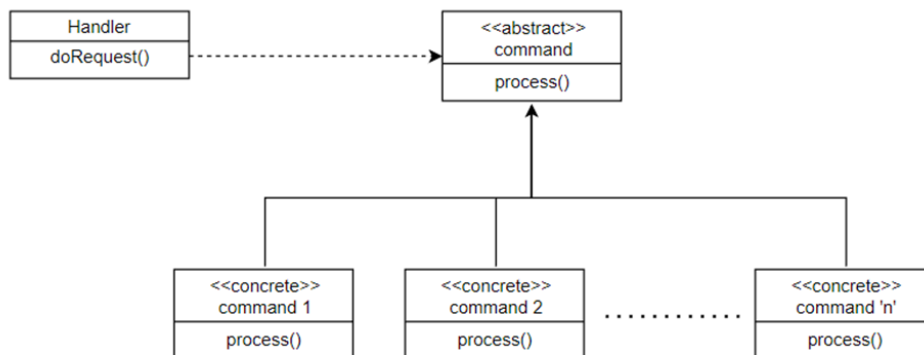 Handler
doRequest()
<<abstract>>
command
process()
<<concrete>>
command 1
process()
<<concrete>>
command 2
process()
<<concrete>>
command 'n'
process()